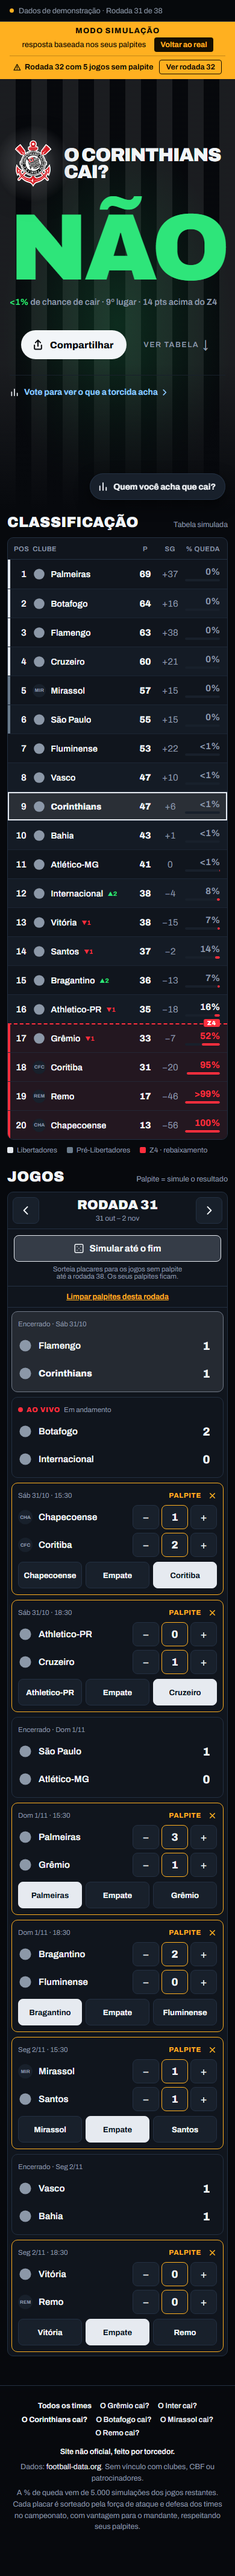 Dados de demonstração · Rodada 31 de 38
MODO SIMULAÇÃO
resposta baseada nos seus palpites Voltar ao real
Rodada 32 com 5 jogos sem palpite Ver rodada 32
O CORINTHIANS
CAI?
NÃO
<1% de chance de cair · 9º lugar · 14 pts acima do Z4
Compartilhar VER TABELA ↓
Vote para ver o que a torcida acha
Quem você acha que cai?
CLASSIFICAÇÃO Tabela simulada
POS CLUBE P SG % QUEDA
1 Palmeiras 69 +37 0%
2 Botafogo 64 +16 0%
3 Flamengo 63 +38 0%
4 Cruzeiro 60 +21 0%
5 MIR Mirassol 57 +15 0%
6 São Paulo 55 +15 0%
7 Fluminense 53 +22 <1%
8 Vasco 47 +10 <1%
9 Corinthians 47 +6 <1%
10 Bahia 43 +1 <1%
11 Atlético-MG 41 0 <1%
12 Internacional ▲2 38 −4 8%
13 Vitória ▼1 38 −15 7%
14 Santos ▼1 37 −2 14%
15 Bragantino ▲2 36 −13 7%
16 Athletico-PR ▼1 35 −18 16%
Z4
17 Grêmio ▼1 33 −7 52%
18 CFC Coritiba 31 −20 95%
19 REM Remo 17 −46 >99%
20 CHA Chapecoense 13 −56 100%
Libertadores Pré-Libertadores Z4 · rebaixamento
JOGOS Palpite = simule o resultado
RODADA 31
31 out – 2 nov
Simular até o fim
Sorteia placares para os jogos sem palpite
até a rodada 38. Os seus palpites ficam.
Limpar palpites desta rodada
Encerrado · Sáb 31/10
Flamengo 1
Corinthians 1
AO VIVO Em andamento
Botafogo 2
Internacional 0
Sáb 31/10 · 15:30 PALPITE ×
CHA Chapecoense − 1 +
CFC Coritiba − 2 +
Chapecoense Empate Coritiba
Sáb 31/10 · 18:30 PALPITE ×
Athletico-PR − 0 +
Cruzeiro − 1 +
Athletico-PR Empate Cruzeiro
Encerrado · Dom 1/11
São Paulo 1
Atlético-MG 0
Dom 1/11 · 15:30 PALPITE ×
Palmeiras − 3 +
Grêmio − 1 +
Palmeiras Empate Grêmio
Dom 1/11 · 18:30 PALPITE ×
Bragantino − 2 +
Fluminense − 0 +
Bragantino Empate Fluminense
Seg 2/11 · 15:30 PALPITE ×
MIR Mirassol − 1 +
Santos − 1 +
Mirassol Empate Santos
Encerrado · Seg 2/11
Vasco 1
Bahia 1
Seg 2/11 · 18:30 PALPITE ×
Vitória − 0 +
REM Remo − 0 +
Vitória Empate Remo
Todos os times O Grêmio cai? O Inter cai?
O Corinthians cai? O Botafogo cai? O Mirassol cai?
O Remo cai?
Site não oficial, feito por torcedor.
Dados: football-data.org. Sem vínculo com clubes, CBF ou
patrocinadores.
A % de queda vem de 5.000 simulações dos jogos restantes.
Cada placar é sorteado pela força de ataque e defesa dos times
no campeonato, com vantagem para o mandante, respeitando
seus palpites.